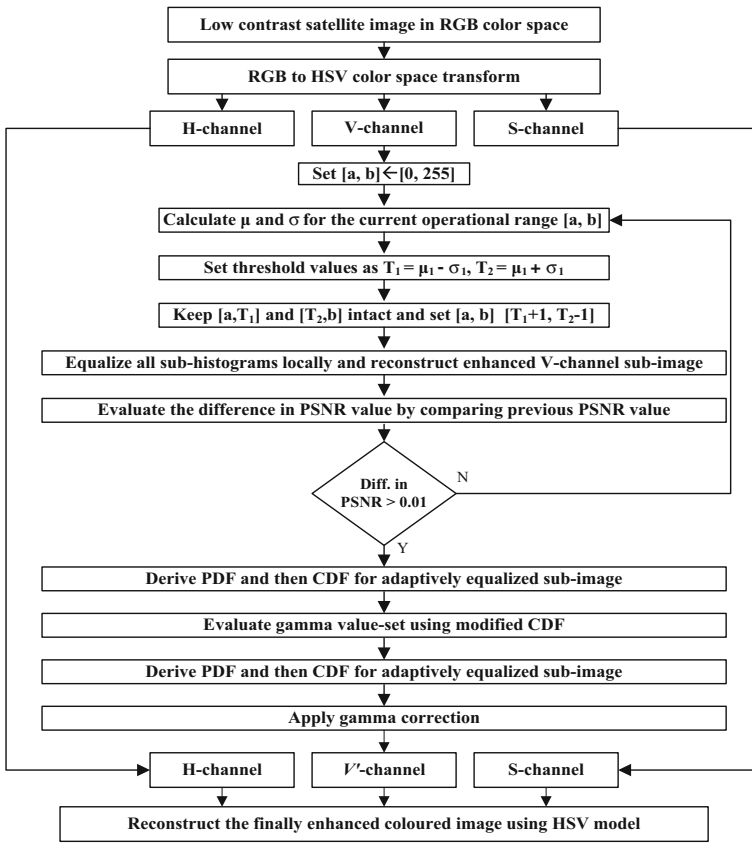 Low contrast satellite image in RGB color space
RGB to HSV color space transform
H-channel
V-channel
S-channel
Set [a, b]←[0, 255]
Calculate μ and σ for the current operational range [a, b]
Set threshold values as T₁ = μ₁ - σ₁, T₂ = μ₁ + σ₁
Keep [a,T₁] and [T₂,b] intact and set [a, b] [T₁+1, T₂-1]
Equalize all sub-histograms locally and reconstruct enhanced V-channel sub-image
Evaluate the difference in PSNR value by comparing previous PSNR value
Diff. in
PSNR > 0.01
N
Y
Derive PDF and then CDF for adaptively equalized sub-image
Evaluate gamma value-set using modified CDF
Derive PDF and then CDF for adaptively equalized sub-image
Apply gamma correction
H-channel
V'-channel
S-channel
Reconstruct the finally enhanced coloured image using HSV model